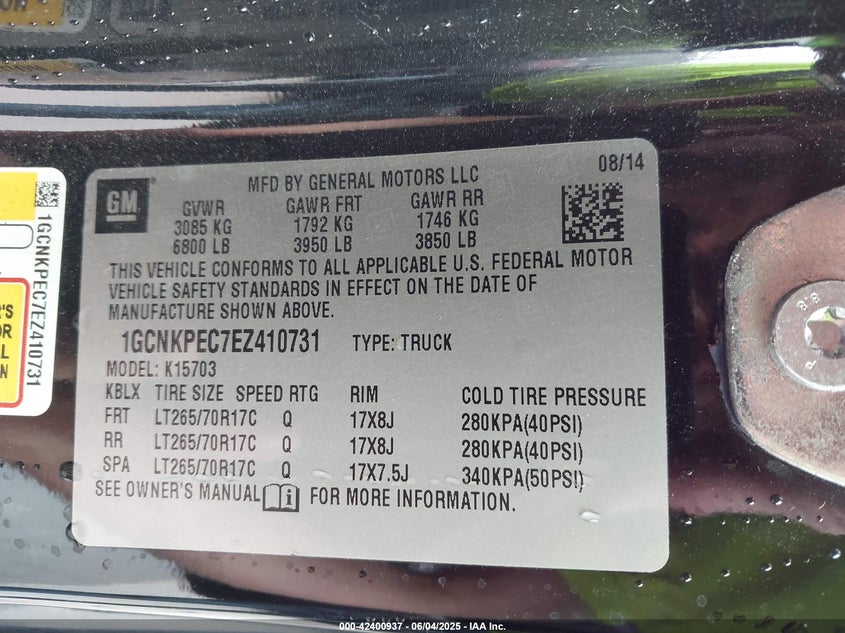 GM
MFD BY GENERAL MOTORS LLC
08/14
GVWR GAWR FRT GAWR RR
3085 KG 1792 KG 1746 KG
6800 LB 3950 LB 3850 LB
THIS VEHICLE CONFORMS TO ALL APPLICABLE U.S. FEDERAL MOTOR
VEHICLE SAFETY STANDARDS IN EFFECT ON THE DATE OF
MANUFACTURE SHOWN ABOVE.
1GCNKPEC7EZ410731 TYPE: TRUCK
MODEL: K15703
KBLX TIRE SIZE SPEED RTG RIM COLD TIRE PRESSURE
FRT LT265/70R17C Q 17X8J 280KPA(40PSI)
RR LT265/70R17C Q 17X8J 280KPA(40PSI)
SPA LT265/70R17C Q 17X7.5J 340KPA(50PSI)
SEE OWNER'S MANUAL FOR MORE INFORMATION.
1GCNKPEC7EZ410731
8.8
000-42400937 - 06/04/2025 - IAA Inc.